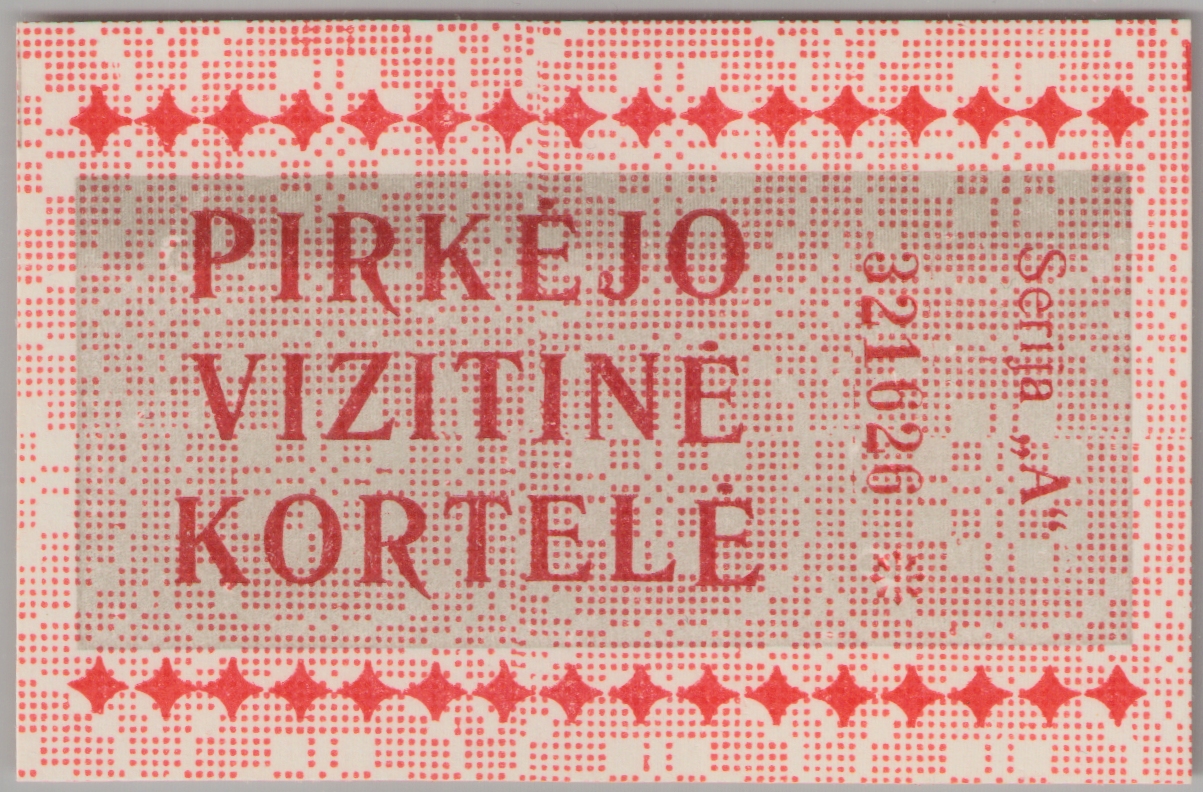 PIRKĖJO
VIZITINĖ
KORTELĖ
Serija „A“
321626 *